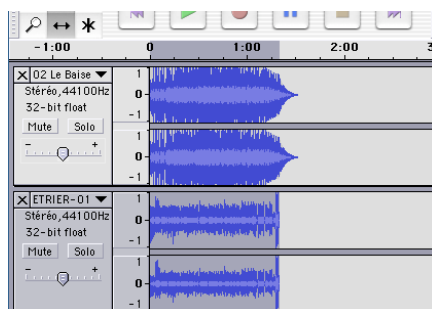 - 1:00 0 1:00 2:00 3
X 02 Le Baise ▼
Stéréo,44100Hz
32-bit float
Mute Solo
- +
1
0-
-1
1
0-
-1
X ETRIER-01 ▼
Stéréo,44100Hz
32-bit float
Mute Solo
- +
1
0-
-1
1
0-
-1